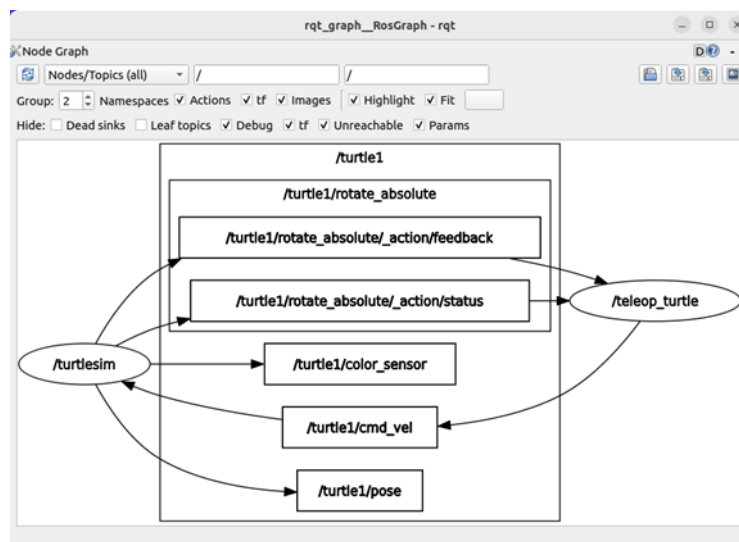 rqt_graph__RosGraph - rqt
Node Graph
D
-
Nodes/Topics (all)
/
/
Group: 2 Namespaces Actions tf Images Highlight Fit
Hide: Dead sinks Leaf topics Debug tf Unreachable Params
/turtle1
/turtle1/rotate_absolute
/turtle1/rotate_absolute/_action/feedback
/turtle1/rotate_absolute/_action/status
/teleop_turtle
/turtlesim
/turtle1/color_sensor
/turtle1/cmd_vel
/turtle1/pose